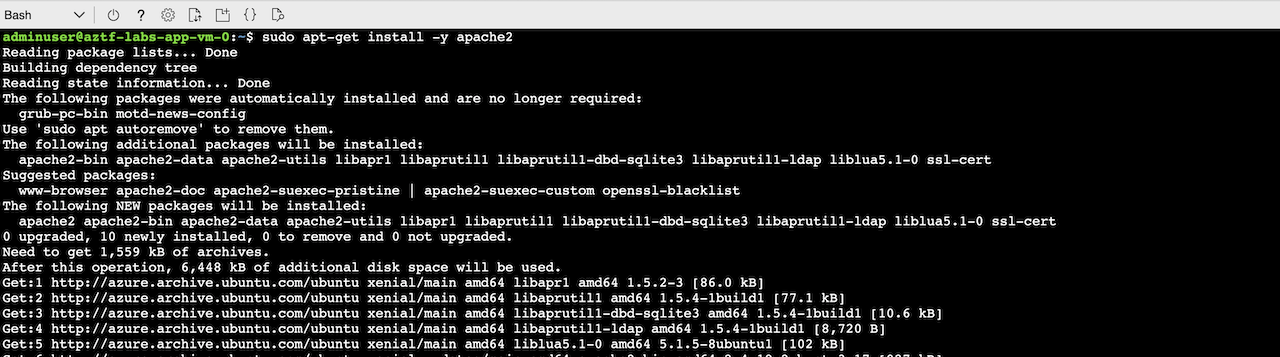 Bash
adminuser@aztf-labs-app-vm-0:~$ sudo apt-get install -y apache2
Reading package lists... Done
Building dependency tree
Reading state information... Done
The following packages were automatically installed and are no longer required:
  grub-pc-bin motd-news-config
Use 'sudo apt autoremove' to remove them.
The following additional packages will be installed:
  apache2-bin apache2-data apache2-utils libapr1 libaprutil1 libaprutil1-dbd-sqlite3 libaprutil1-ldap liblua5.1-0 ssl-cert
Suggested packages:
  www-browser apache2-doc apache2-suexec-pristine | apache2-suexec-custom openssl-blacklist
The following NEW packages will be installed:
  apache2 apache2-bin apache2-data apache2-utils libapr1 libaprutil1 libaprutil1-dbd-sqlite3 libaprutil1-ldap liblua5.1-0 ssl-cert
0 upgraded, 10 newly installed, 0 to remove and 0 not upgraded.
Need to get 1,559 kB of archives.
After this operation, 6,448 kB of additional disk space will be used.
Get:1 http://azure.archive.ubuntu.com/ubuntu xenial/main amd64 libapr1 amd64 1.5.2-3 [86.0 kB]
Get:2 http://azure.archive.ubuntu.com/ubuntu xenial/main amd64 libaprutil1 amd64 1.5.4-1build1 [77.1 kB]
Get:3 http://azure.archive.ubuntu.com/ubuntu xenial/main amd64 libaprutil1-dbd-sqlite3 amd64 1.5.4-1build1 [10.6 kB]
Get:4 http://azure.archive.ubuntu.com/ubuntu xenial/main amd64 libaprutil1-ldap amd64 1.5.4-1build1 [8,720 B]
Get:5 http://azure.archive.ubuntu.com/ubuntu xenial/main amd64 liblua5.1-0 amd64 5.1.5-8ubuntu1 [102 kB]